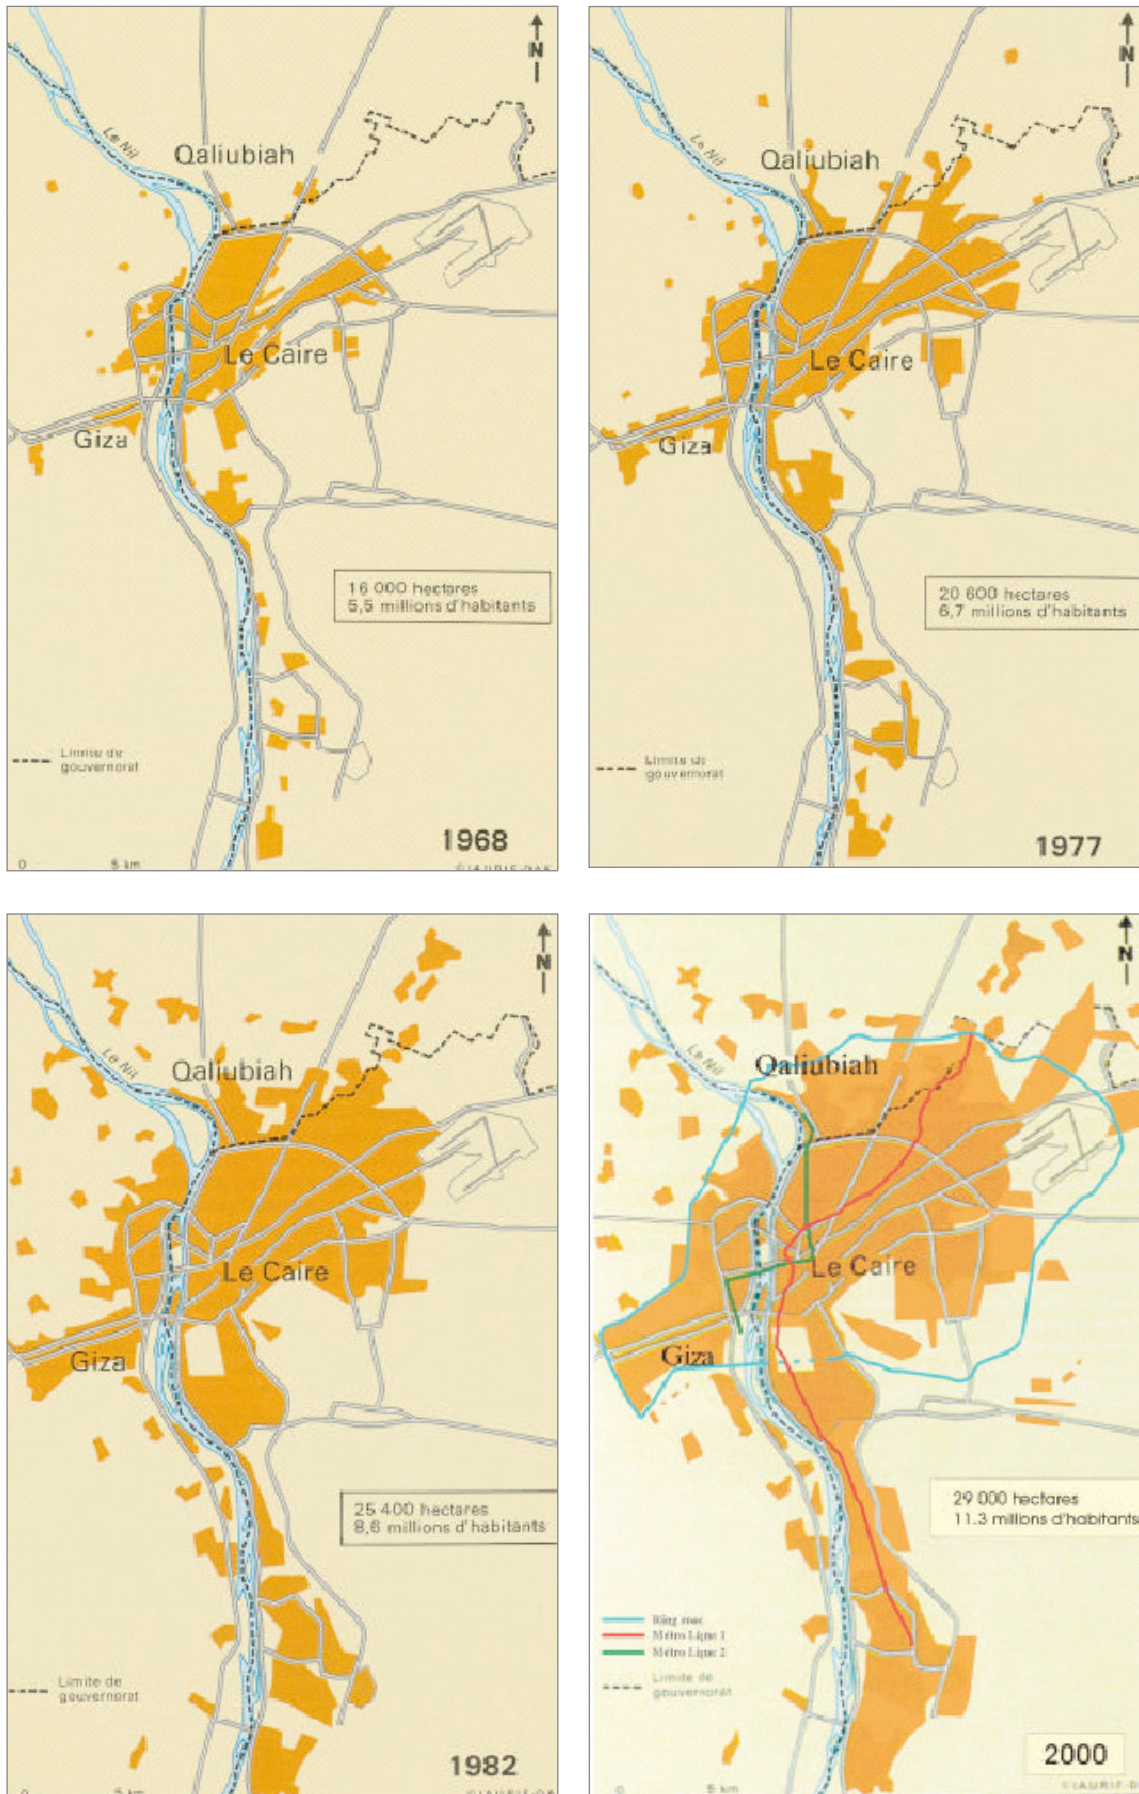 N
Le Nil
Qaliubiah
Le Caire
Giza
16 000 hectares
5,5 millions d'habitants
Limite de
gouvernorat
1968
0 5 km
N
Le Nil
Qaliubiah
Le Caire
Giza
20 600 hectares
6,7 millions d'habitants
Limite de
gouvernorat
1977
N
Le Nil
Qaliubiah
Le Caire
Giza
25 400 hectares
8,6 millions d'habitants
Limite de
gouvernorat
1982
0 5 km
N
Le Nil
Qaliubiah
Le Caire
Giza
29 000 hectares
11.3 millions d'habitants
Ring
Métro Ligne 1
Métro Ligne 2
Limite de
gouvernorat
2000
0 5 km